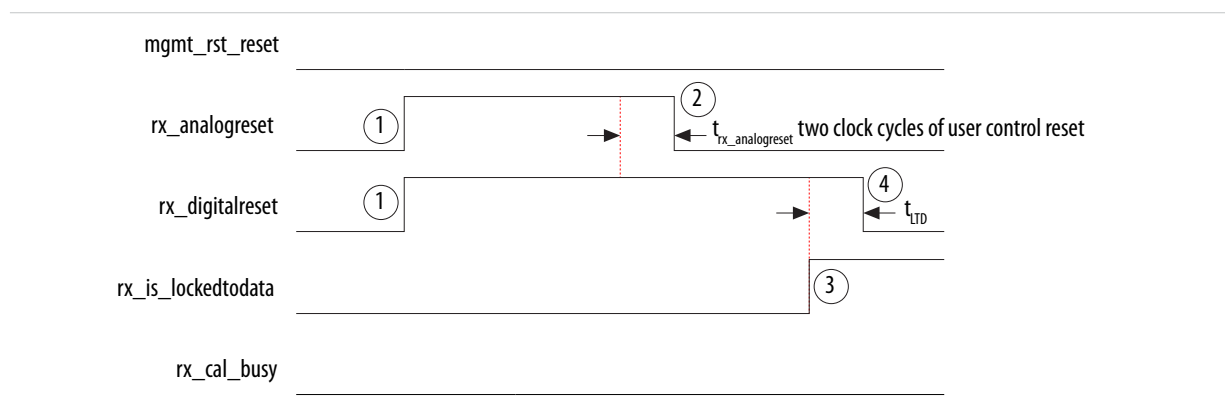 mgmt_rst_reset
2
rx_analogreset
1
t_rx_analogreset two clock cycles of user control reset
4
rx_digitalreset
1
t_LTD
rx_is_lockedtodata
3
rx_cal_busy